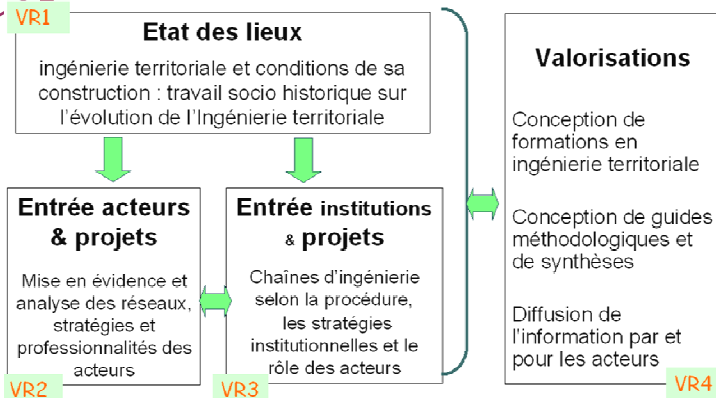 VR1
Etat des lieux
ingénierie territoriale et conditions de sa
construction : travail socio historique sur
l'évolution de l'Ingénierie territoriale
Entrée acteurs
& projets
Mise en évidence et
analyse des réseaux,
stratégies et
professionnalités des
acteurs
VR2
Entrée institutions
& projets
Chaînes d'ingénierie
selon la procédure,
les stratégies
institutionnelles et le
rôle des acteurs
VR3
Valorisations
Conception de
formations en
ingénierie territoriale
Conception de guides
méthodologiques et
de synthèses
Diffusion de
l'information par et
pour les acteurs
VR4